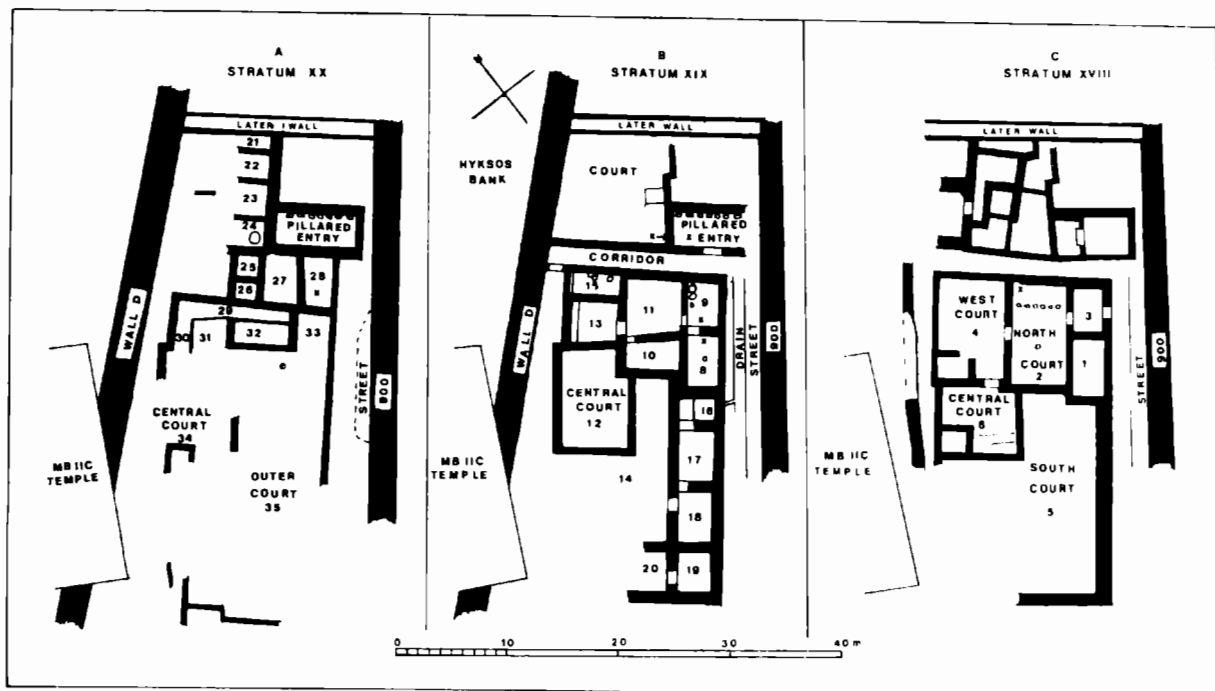 A
STRATUM XX
LATER WALL
21
22
23
24
PILLARED
ENTRY
25
26
27
28
29
30
31
32
33
WALL D
STREET
900
CENTRAL
COURT
34
MB IIC
TEMPLE
OUTER
COURT
35
B
STRATUM XIX
LATER WALL
HYKSOS
BANK
COURT
PILLARED
ENTRY
x
CORRIDOR
15
11
9
13
10
8
WALL D
DRAIN
STREET
900
CENTRAL
COURT
12
16
17
14
18
20
19
MB IIC
TEMPLE
C
STRATUM XVIII
LATER WALL
WEST
COURT
4
NORTH
COURT
2
3
1
900
STREET
CENTRAL
COURT
6
MB IIC
TEMPLE
SOUTH
COURT
5
0 10 20 30 40 m